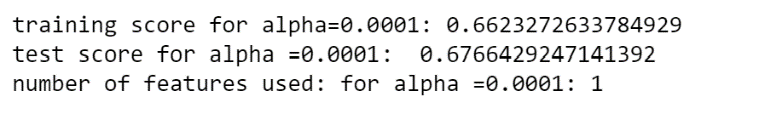 training score for alpha=0.0001: 0.6623272633784929
test score for alpha =0.0001:  0.6766429247141392
number of features used: for alpha =0.0001: 1